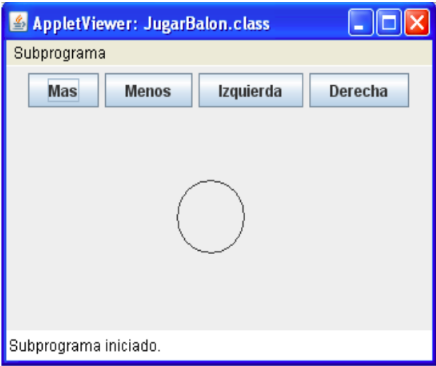 AppletViewer: JugarBalon.class
Subprograma
Mas Menos Izquierda Derecha
Subprograma iniciado.